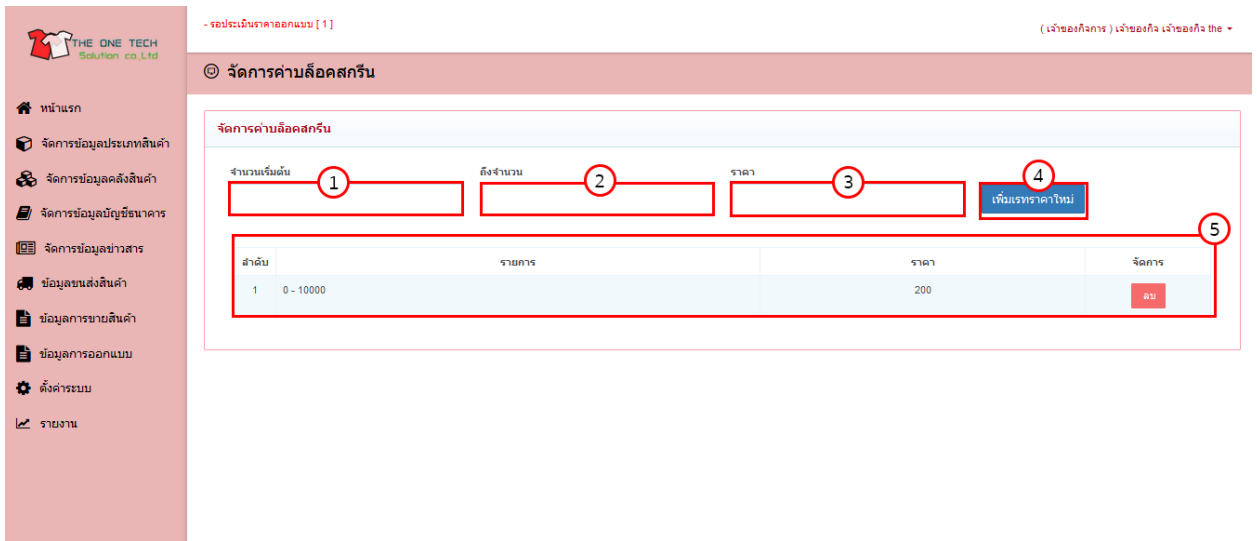 THE ONE TECH
Solution co.,Ltd
- รอประเมินราคาออกแบบ [ 1 ]
( เจ้าของกิจการ ) เจ้าของกิจ เจ้าของกิจ the
จัดการค่าบล็อคสกรีน
หน้าแรก
จัดการข้อมูลประเภทสินค้า
จัดการข้อมูลคลังสินค้า
จัดการข้อมูลบัญชีธนาคาร
จัดการข้อมูลข่าวสาร
ข้อมูลขนส่งสินค้า
ข้อมูลการขายสินค้า
ข้อมูลการออกแบบ
ตั้งค่าระบบ
รายงาน
จัดการค่าบล็อคสกรีน
จำนวนเริ่มต้น ถึงจำนวน ราคา
1 2 3 4
เพิ่มเรทราคาใหม่
5
ลำดับ รายการ ราคา จัดการ
1 0 - 10000 200 ลบ